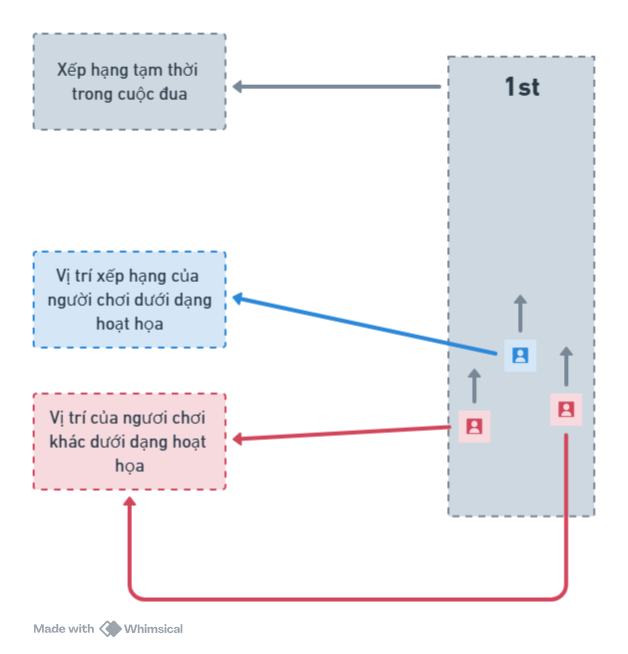 Xếp hạng tạm thời
trong cuộc đua
1st
Vị trí xếp hạng của
người chơi dưới dạng
hoạt họa
Vị trí của ngươi chơi
khác dưới dạng hoạt
họa
Made with Whimsical